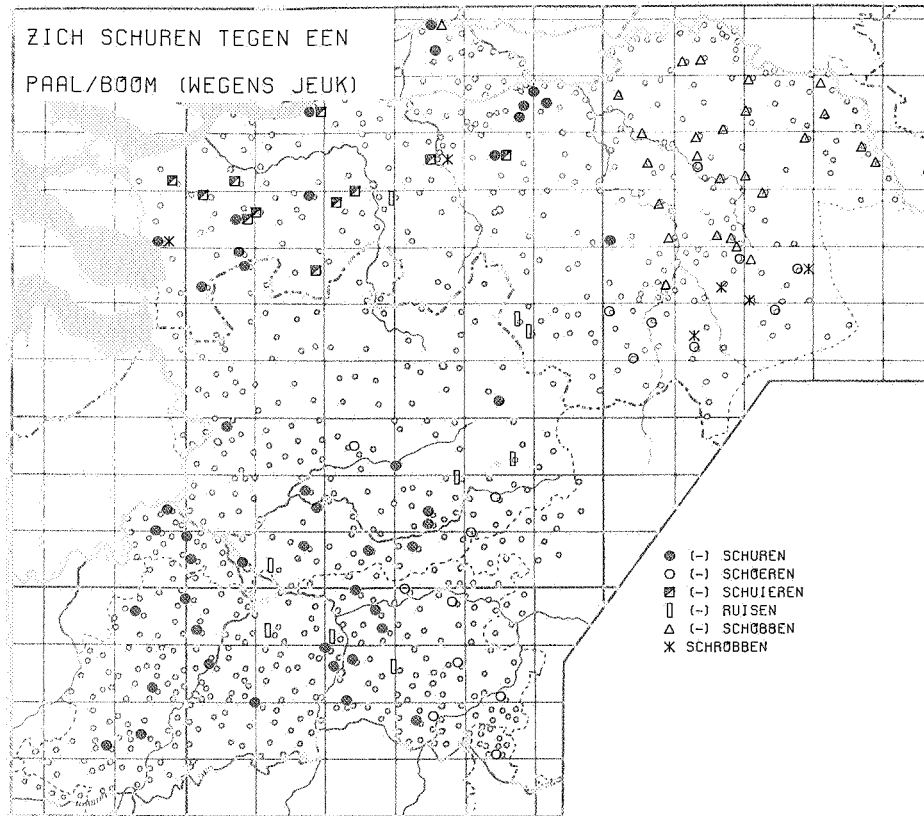 ZICH SCHUREN TEGEN EEN
PAAL/BOOM (WEGENS JEUK)
(-) SCHUREN
(-) SCHOEREN
(-) SCHUIEREN
(-) RUISEN
(-) SCHOBBEN
SCHROBBEN